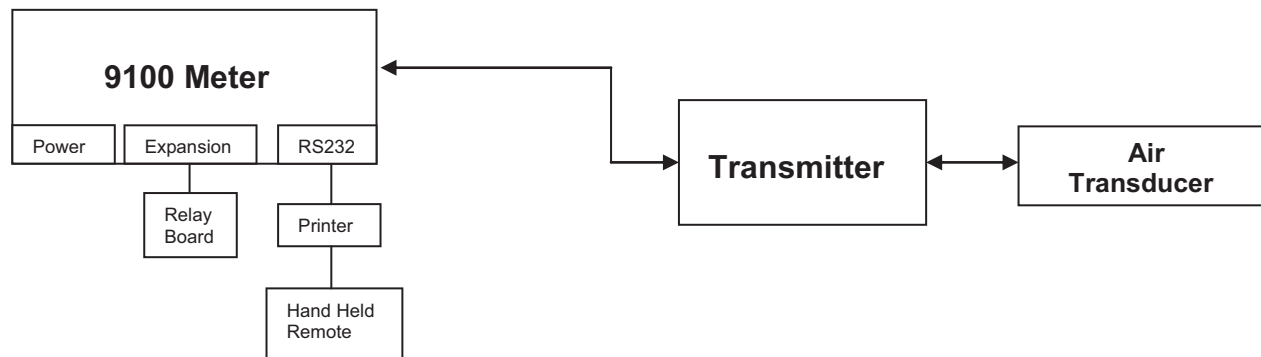 9100 Meter
Power
Expansion
RS232
Relay
Board
Printer
Hand Held
Remote
Transmitter
Air
Transducer